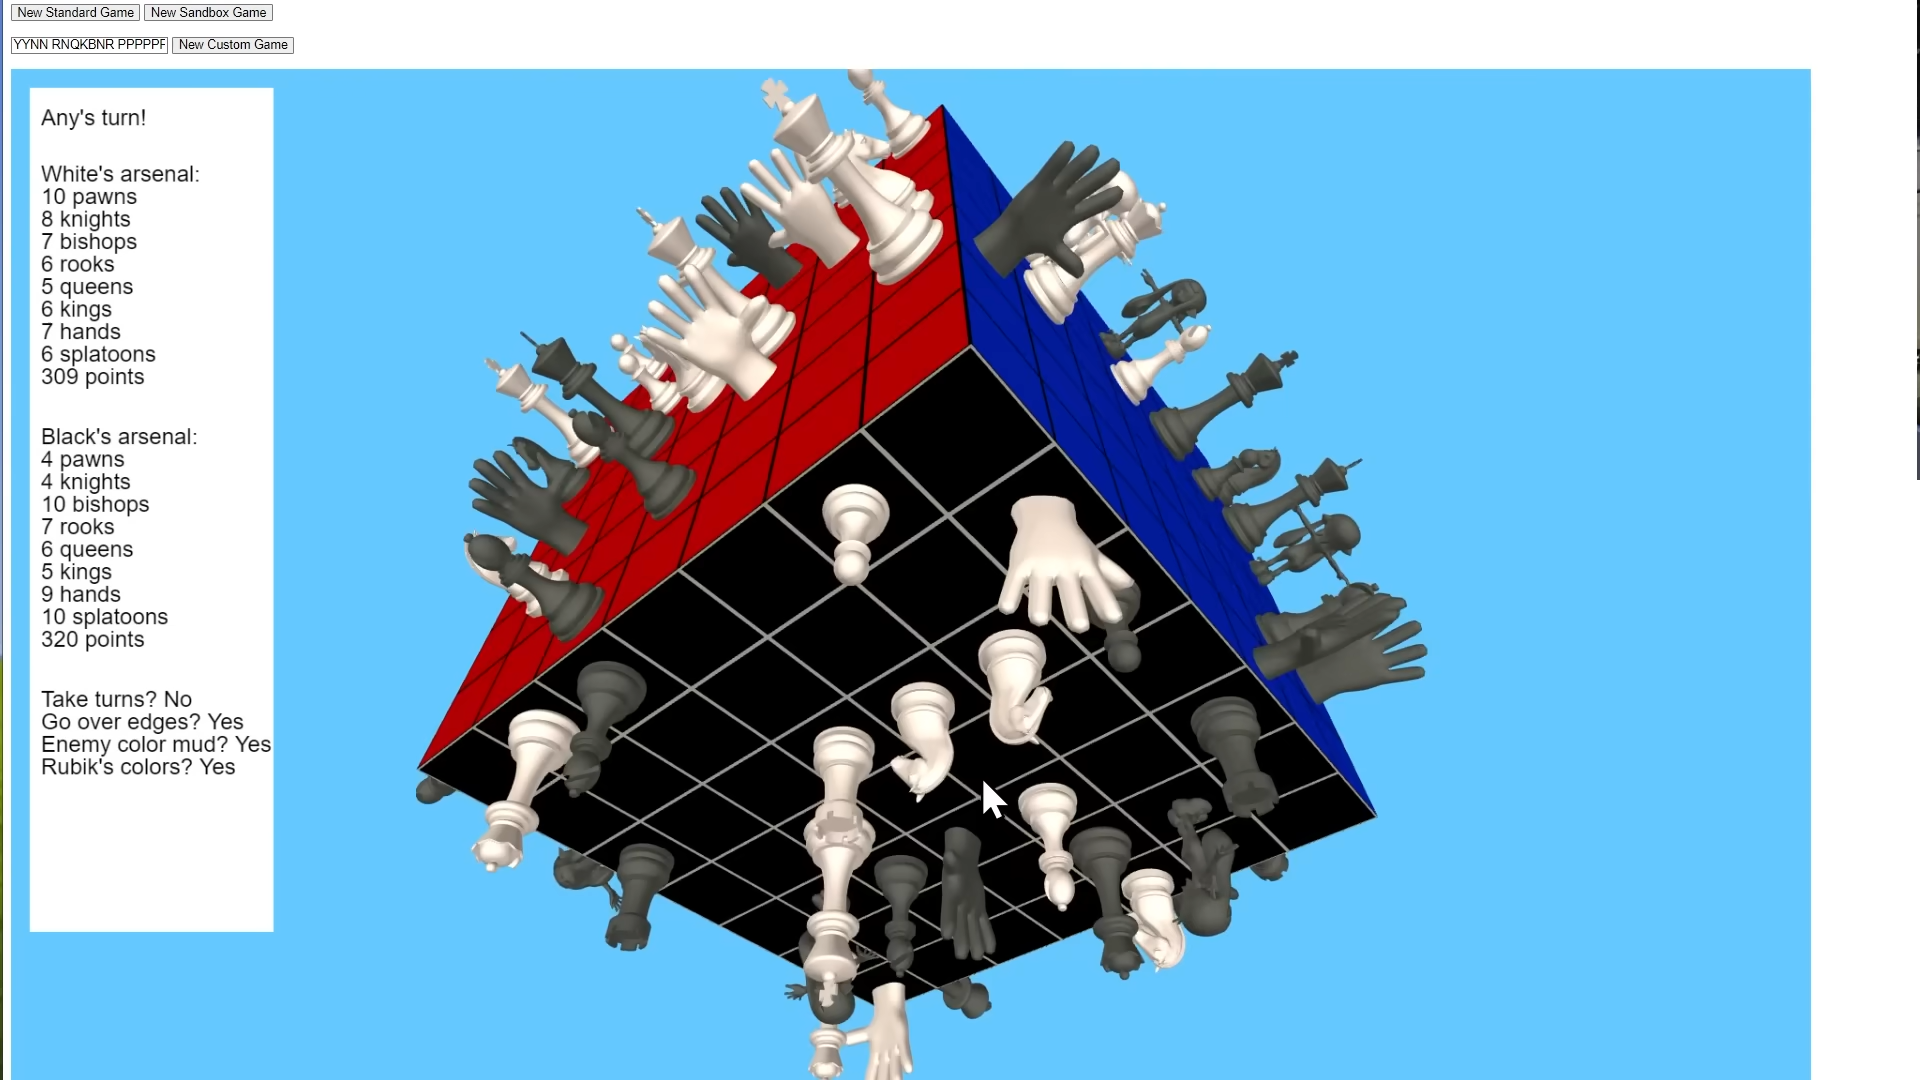 New Standard Game New Sandbox Game
YYNN RNQKBNR PPPPPP New Custom Game
Any's turn!
White's arsenal:
10 pawns
8 knights
7 bishops
6 rooks
5 queens
6 kings
7 hands
6 splatoons
309 points
Black's arsenal:
4 pawns
4 knights
10 bishops
7 rooks
6 queens
5 kings
9 hands
10 splatoons
320 points
Take turns? No
Go over edges? Yes
Enemy color mud? Yes
Rubik's colors? Yes